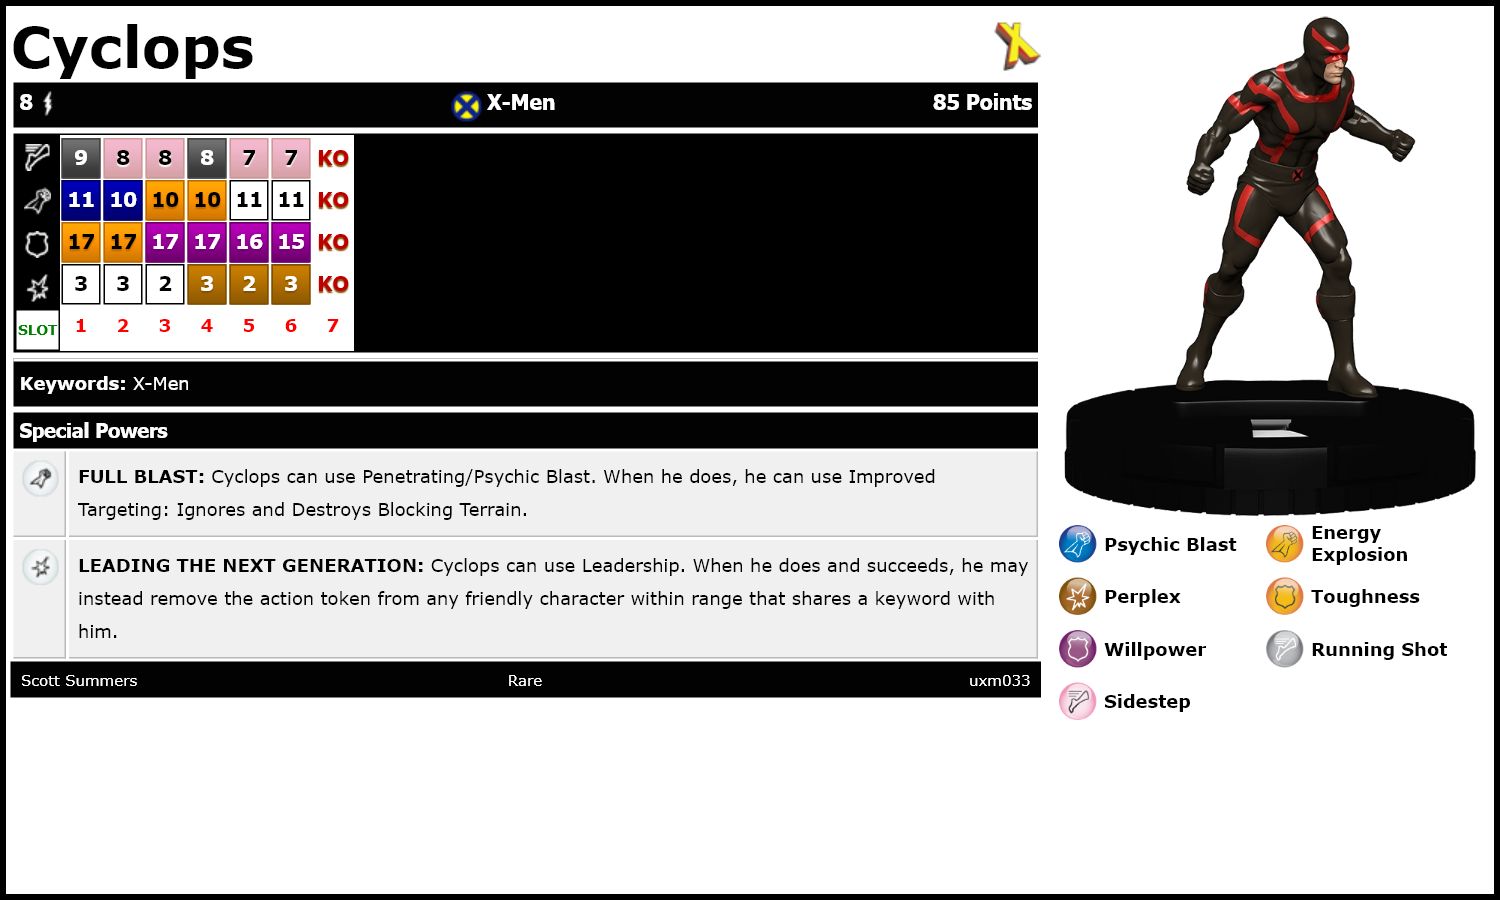 Cyclops
8 X-Men 85 Points
9 8 8 8 7 7 KO
11 10 10 10 11 11 KO
17 17 17 17 16 15 KO
3 3 2 3 2 3 KO
SLOT 1 2 3 4 5 6 7
Keywords: X-Men
Special Powers
FULL BLAST: Cyclops can use Penetrating/Psychic Blast. When he does, he can use Improved
Targeting: Ignores and Destroys Blocking Terrain.
LEADING THE NEXT GENERATION: Cyclops can use Leadership. When he does and succeeds, he may
instead remove the action token from any friendly character within range that shares a keyword with
him.
Scott Summers Rare uxm033
Psychic Blast
Energy
Explosion
Perplex
Toughness
Willpower
Running Shot
Sidestep